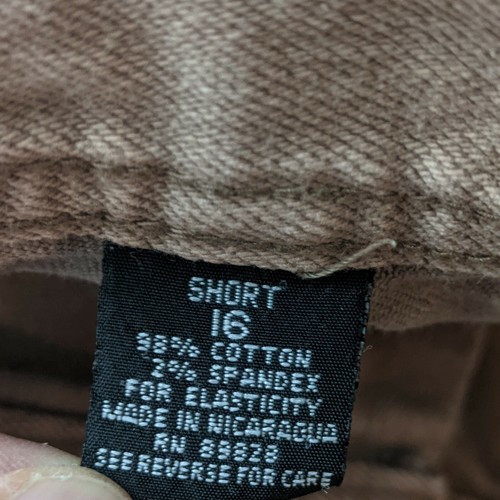 SHORT
16
98% COTTON
2% SPANDEX
FOR ELASTICITY
MADE IN NICARAGUA
RN 89828
SEE REVERSE FOR CARE